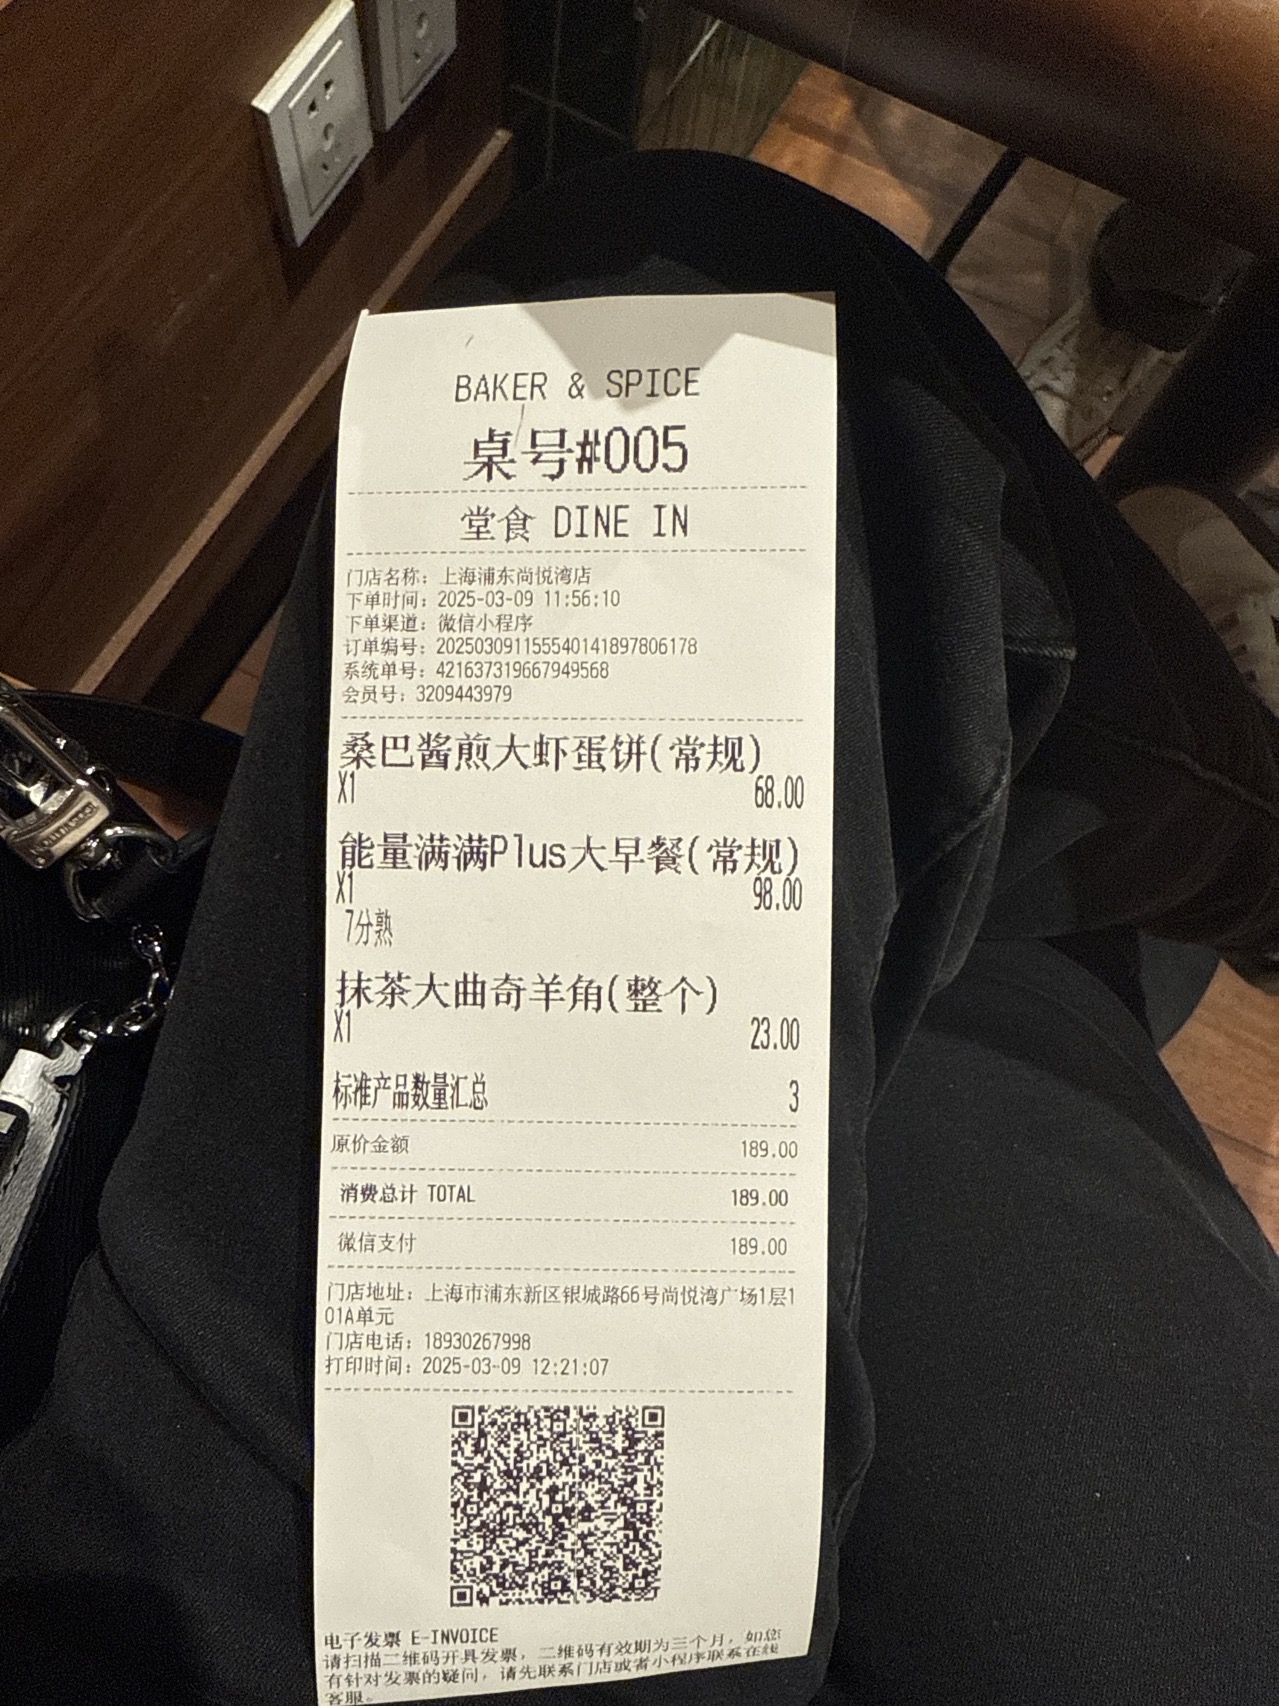 BAKER & SPICE
桌号#005
堂食 DINE IN
门店名称：上海浦东尚悦湾店
下单时间：2025-03-09 11:56:10
下单渠道：微信小程序
订单编号：2025030911555401418978061​78
系统单号：421637319667949568
会员号：3209443979
桑巴酱煎大虾蛋饼(常规)
X1 68.00
能量满满Plus大早餐(常规)
X1 98.00
7分熟
抹茶大曲奇羊角(整个)
X1 23.00
标准产品数量汇总 3
原价金额 189.00
消费总计 TOTAL 189.00
微信支付 189.00
门店地址：上海市浦东新区银城路66号尚悦湾广场1层1
01A单元
门店电话：18930267998
打印时间：2025-03-09 12:21:07
电子发票 E-INVOICE
请扫描二维码开具发票，二维码有效期为三个月，如您
有针对发票的疑问，请先联系门店或者小程序联系在线
客服。